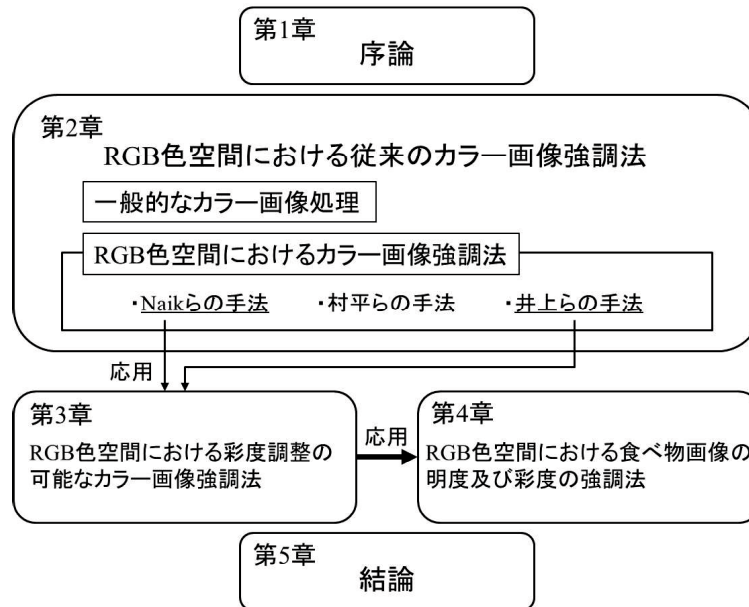 第1章
序論
第2章
RGB色空間における従来のカラー画像強調法
一般的なカラー画像処理
RGB色空間におけるカラー画像強調法
・Naikらの手法
・村平らの手法
・井上らの手法
応用
第3章
RGB色空間における彩度調整の
可能なカラー画像強調法
応用
第4章
RGB色空間における食べ物画像の
明度及び彩度の強調法
第5章
結論